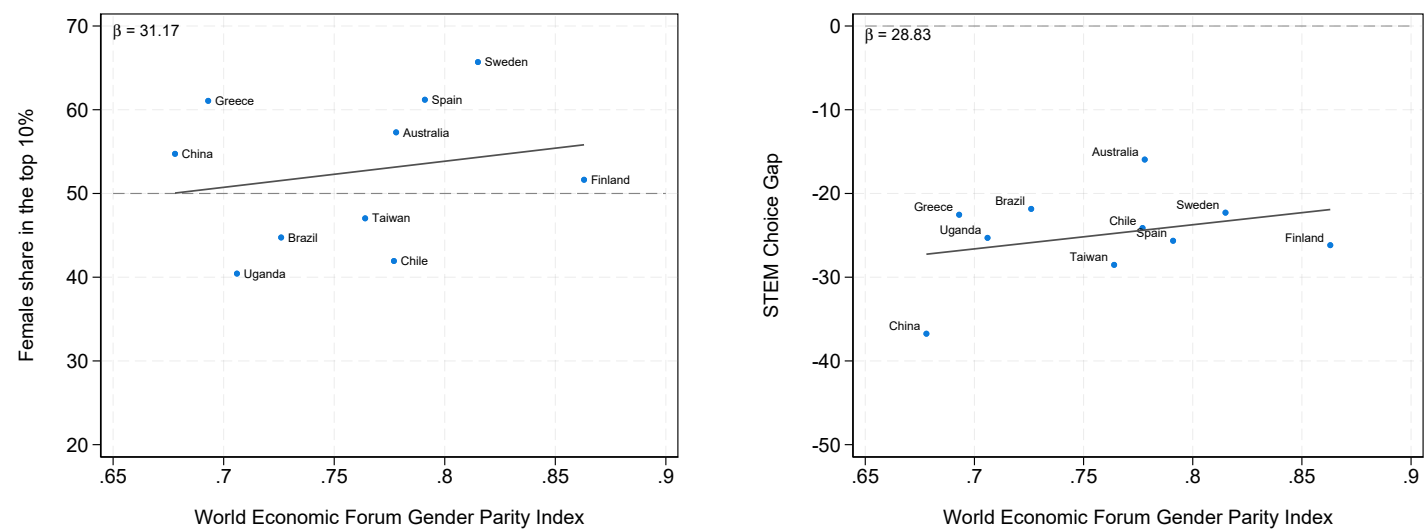 β = 31.17
Female share in the top 10%
70
60
50
40
30
20
Sweden
Greece
Spain
Australia
China
Finland
Taiwan
Brazil
Chile
Uganda
.65 .7 .75 .8 .85 .9
World Economic Forum Gender Parity Index
β = 28.83
STEM Choice Gap
0
-10
-20
-30
-40
-50
Australia
Brazil
Greece
Sweden
Chile
Uganda
Spain
Finland
Taiwan
China
.65 .7 .75 .8 .85 .9
World Economic Forum Gender Parity Index